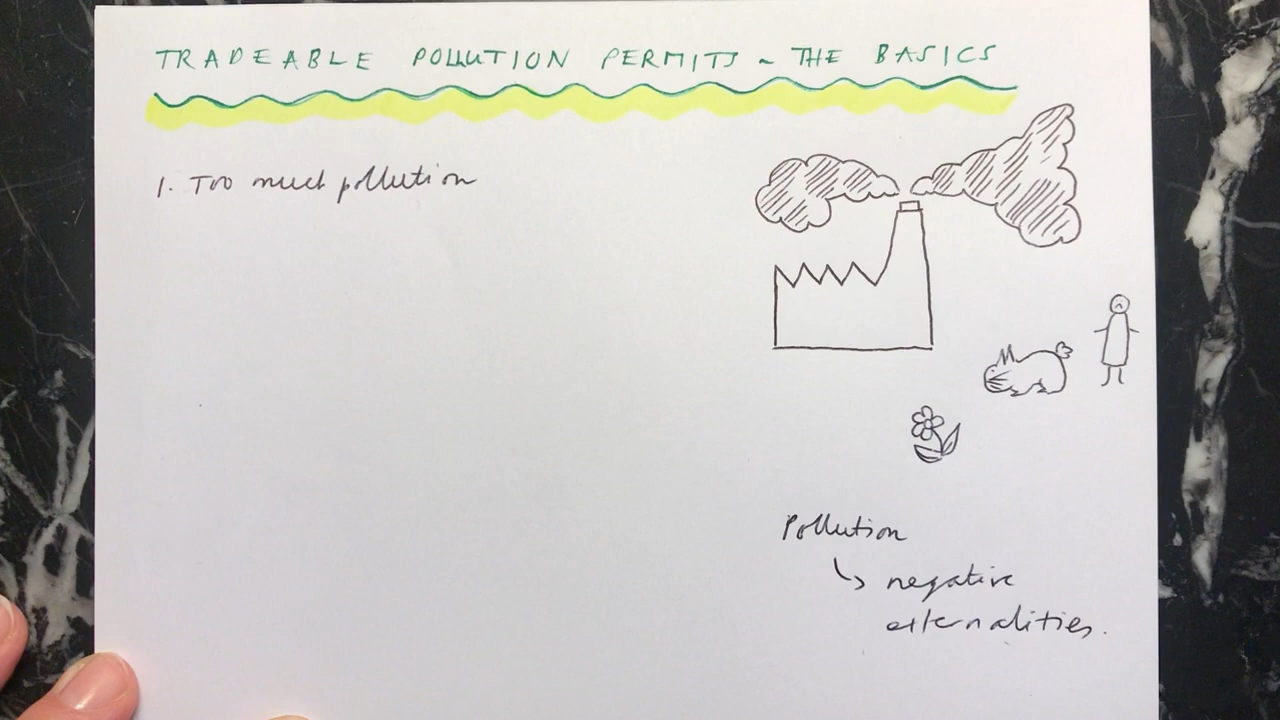 TRADEABLE POLLUTION PERMITS ~ THE BASICS
1. Too much pollution
Pollution
↳ negative
externalities.